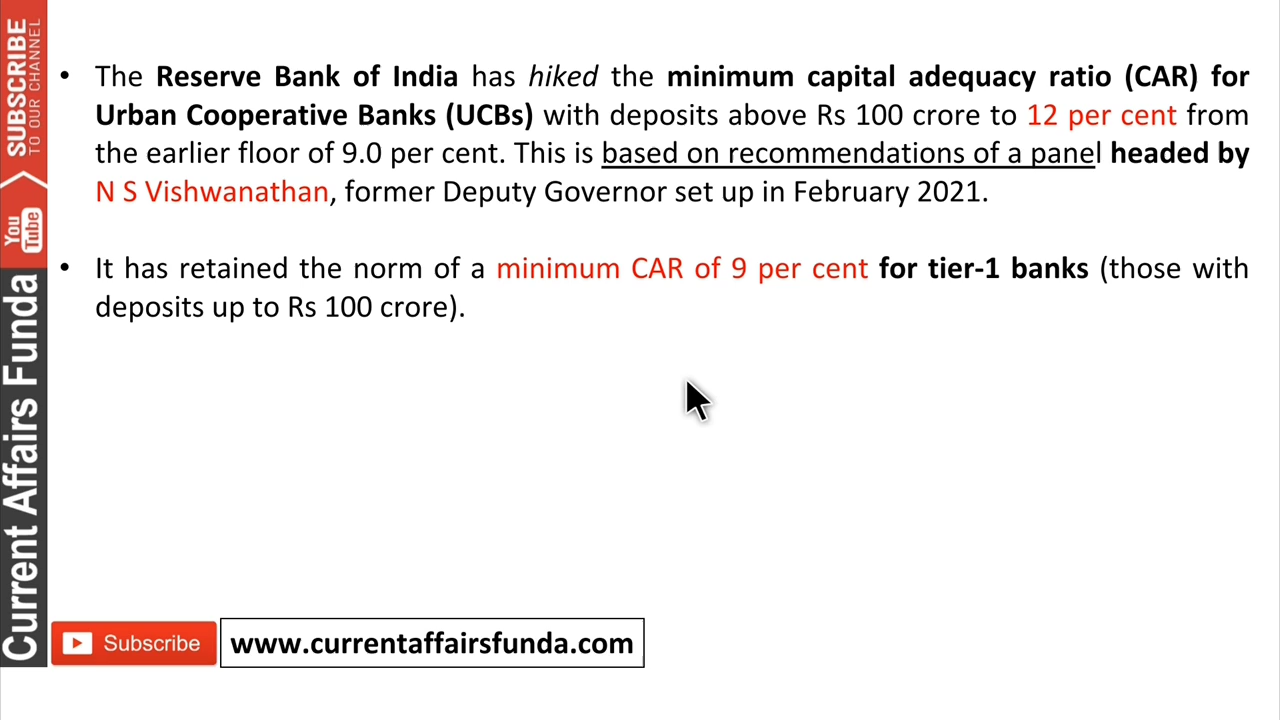 • The Reserve Bank of India has hiked the minimum capital adequacy ratio (CAR) for
Urban Cooperative Banks (UCBs) with deposits above Rs 100 crore to 12 per cent from
the earlier floor of 9.0 per cent. This is based on recommendations of a panel headed by
N S Vishwanathan, former Deputy Governor set up in February 2021.
• It has retained the norm of a minimum CAR of 9 per cent for tier-1 banks (those with
deposits up to Rs 100 crore).
SUBSCRIBE
TO OUR CHANNEL
You
Tube
Current Affairs Funda
Subscribe
www.currentaffairsfunda.com